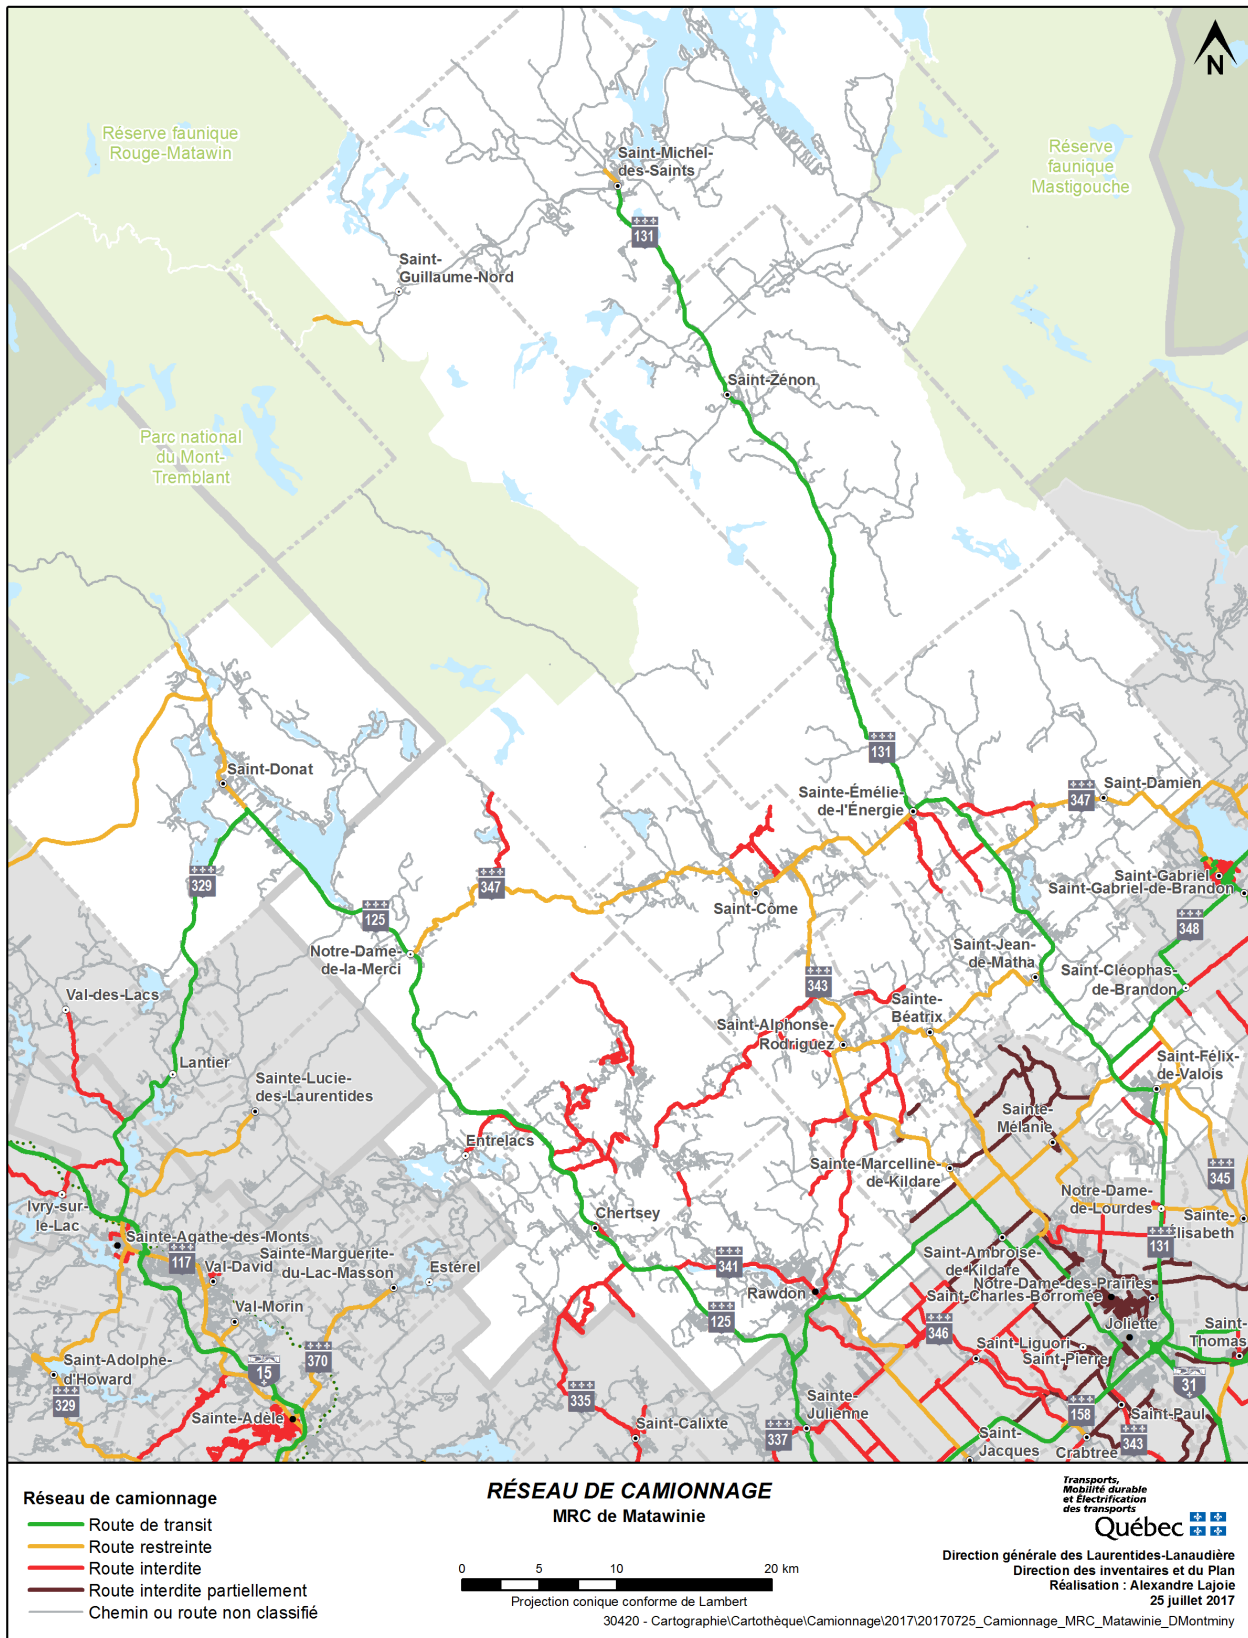 N
Réserve faunique
Rouge-Matawin
Saint-Michel-
des-Saints
Réserve
faunique
Mastigouche
131
Saint-
Guillaume-Nord
Saint-Zénon
Parc national
du Mont-
Tremblant
131
Saint-Donat
Sainte-Émélie-
de-l'Énergie
347
Saint-Damien
329
347
Saint-Gabriel
Saint-Gabriel-de-Brandon
125
Saint-Côme
348
Notre-Dame-
de-la-Merci
Saint-Jean-
de-Matha
Saint-Cléophas-
de-Brandon
Val-des-Lacs
343
Sainte-
Béatrix
Saint-Alphonse-
Rodriguez
Lantier
Saint-Félix-
de-Valois
Sainte-Lucie-
des-Laurentides
Sainte-
Mélanie
Entrelacs
Sainte-Marcelline-
de-Kildare
345
Ivry-sur-
le-Lac
Notre-Dame-
de-Lourdes
Chertsey
Sainte-
Élisabeth
Sainte-Agathe-des-Monts
117
131
Sainte-Marguerite-
du-Lac-Masson
Estérel
Val-David
341
Saint-Ambroise-
de-Kildare
Rawdon
Notre-Dame-des-Prairies
Saint-Charles-Borromée
Val-Morin
125
346
Joliette
Saint-
Thomas
Saint-Liguori
Saint-Pierre
Saint-Adolphe-
d'Howard
370
15
31
329
335
Sainte-Adèle
Saint-Calixte
Sainte-
Julienne
337
158
Saint-Paul
Saint-
Jacques
Crabtree
343
Réseau de camionnage
Route de transit
Route restreinte
Route interdite
Route interdite partiellement
Chemin ou route non classifié
RÉSEAU DE CAMIONNAGE
MRC de Matawinie
0 5 10 20 km
Projection conique conforme de Lambert
Transports,
Mobilité durable
et Électrification
des transports
Québec
Direction générale des Laurentides-Lanaudière
Direction des inventaires et du Plan
Réalisation : Alexandre Lajoie
25 juillet 2017
30420 - Cartographie\Cartothèque\Camionnage\2017\20170725_Camionnage_MRC_Matawinie_DMontminy